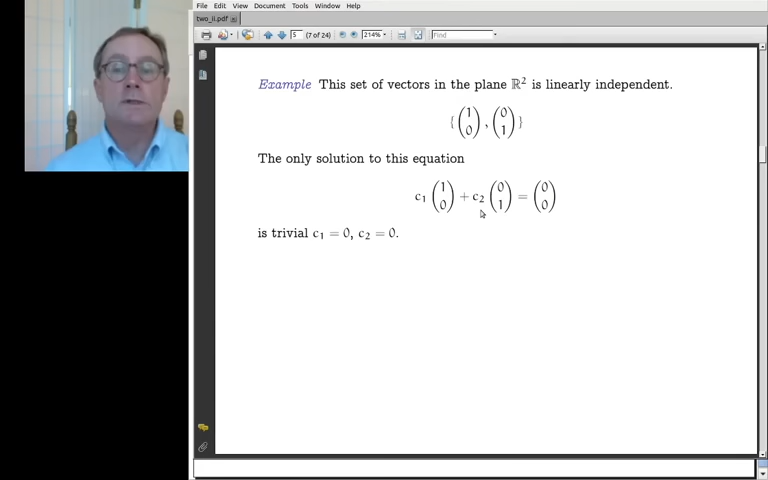 File Edit View Document Tools Window Help
two_ii.pdf
5 (7 of 24) 214% Find
Example This set of vectors in the plane ℝ² is linearly independent.
{ (1 0), (0 1) }
The only solution to this equation
c₁ (1 0) + c₂ (0 1) = (0 0)
is trivial c₁ = 0, c₂ = 0.